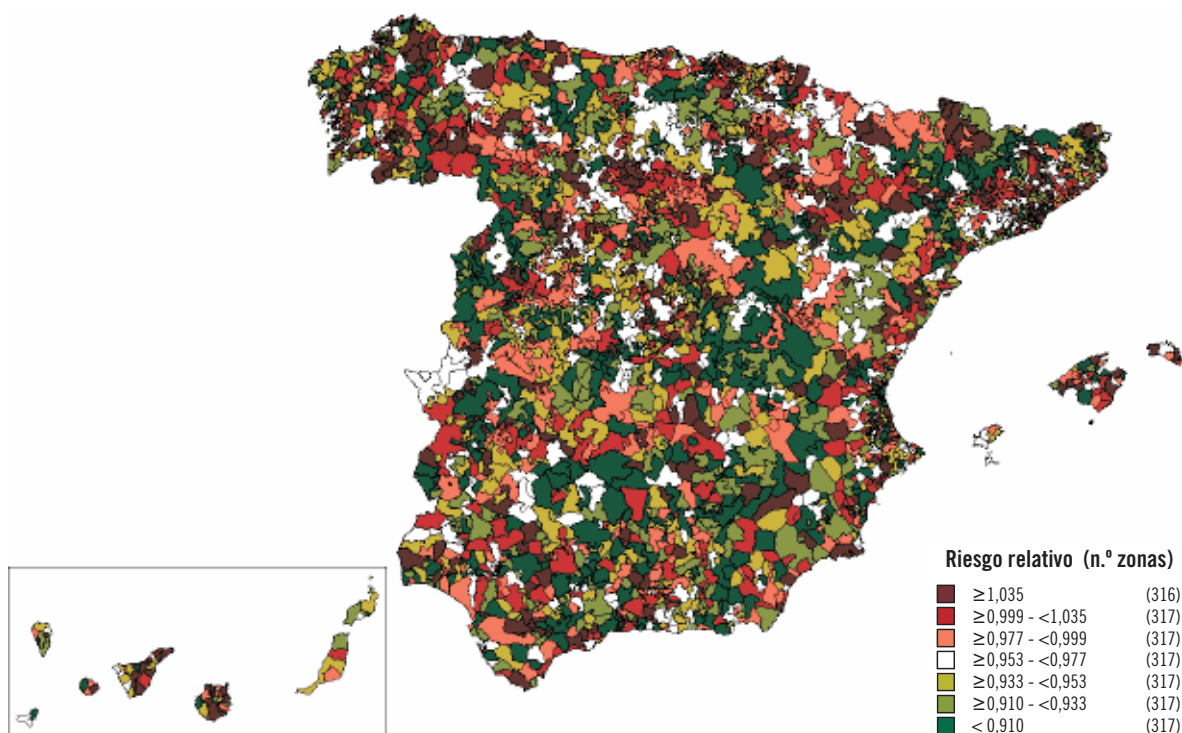 Riesgo relativo (n.º zonas)
≥1,035 (316)
≥0,999 - <1,035 (317)
≥0,977 - <0,999 (317)
≥0,953 - <0,977 (317)
≥0,933 - <0,953 (317)
≥0,910 - <0,933 (317)
< 0,910 (317)